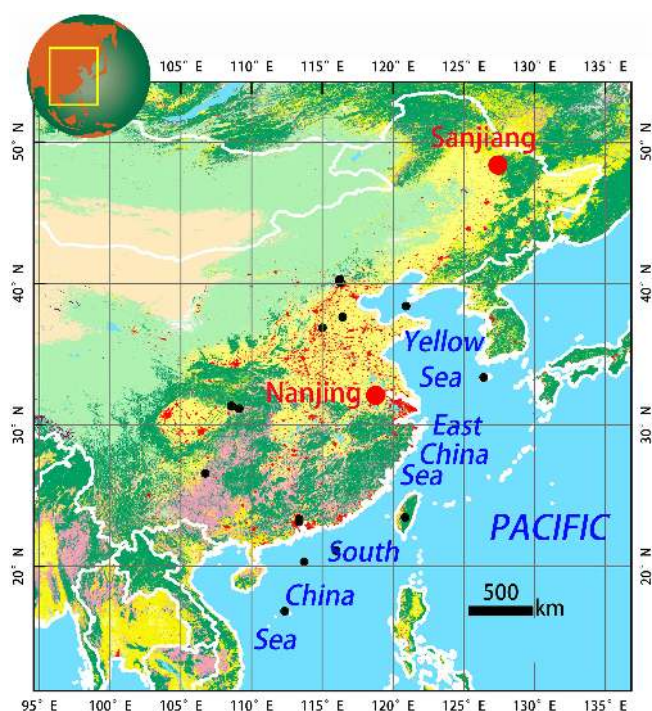 105° E 110° E 115° E 120° E 125° E 130° E 135° E
50° N
Sanjiang
40° N
Yellow
Sea
Nanjing
30° N
East
China
Sea
PACIFIC
20° N
South
China
Sea
500
km
95° E 100° E 105° E 110° E 115° E 120° E 125° E 130° E 135° E
50° N
40° N
30° N
20° N